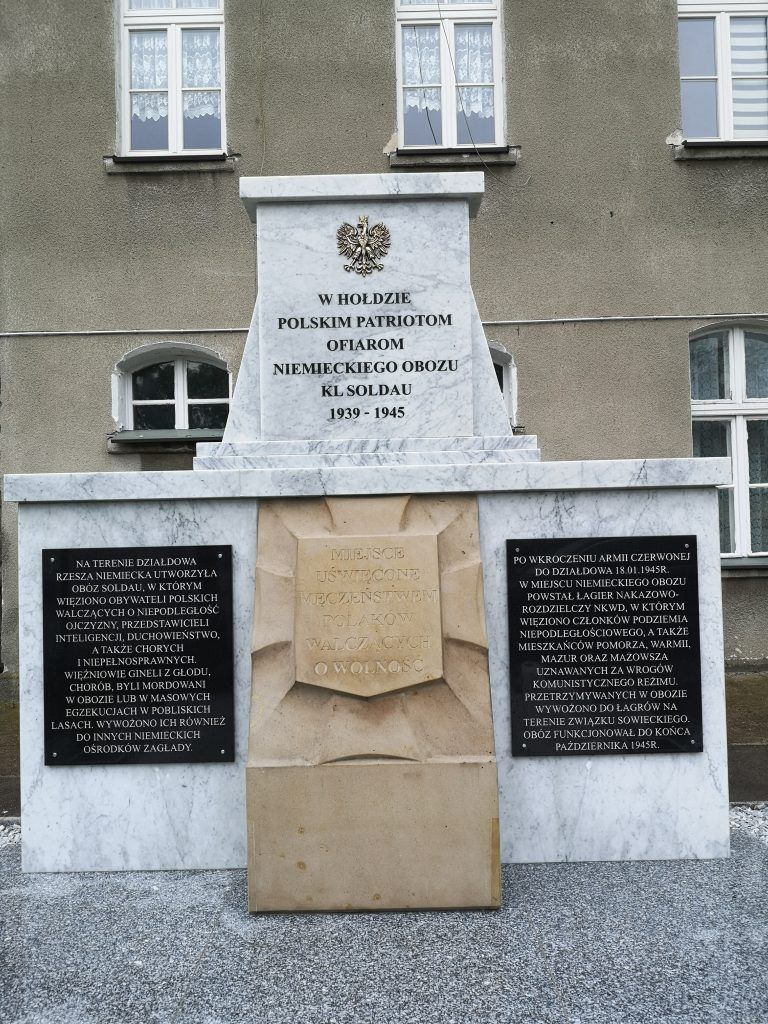 W HOŁDZIE
POLSKIM PATRIOTOM
OFIAROM
NIEMIECKIEGO OBOZU
KL SOLDAU
1939 - 1945
NA TERENIE DZIAŁDOWA
RZESZA NIEMIECKA UTWORZYŁA
OBÓZ SOLDAU, W KTÓRYM
WIĘZIONO OBYWATELI POLSKICH
WALCZĄCYCH O NIEPODLEGŁOŚĆ
OJCZYZNY, PRZEDSTAWICIELI
INTELIGENCJI, DUCHOWIEŃSTWO,
A TAKŻE CHORYCH
I NIEPEŁNOSPRAWNYCH.
WIĘŹNIOWIE GINĘLI Z GŁODU,
CHORÓB, BYLI MORDOWANI
W OBOZIE LUB W MASOWYCH
EGZEKUCJACH W POBLISKICH
LASACH. WYWOŻONO ICH RÓWNIEŻ
DO INNYCH NIEMIECKICH
OŚRODKÓW ZAGŁADY.
MIEJSCE
UŚWIĘCONE
MĘCZEŃSTWEM
POLAKÓW
WALCZĄCYCH
O WOLNOŚĆ
PO WKROCZENIU ARMII CZERWONEJ
DO DZIAŁDOWA 18.01.1945R.
W MIEJSCU NIEMIECKIEGO OBOZU
POWSTAŁ ŁAGIER NAKAZOWO-
ROZDZIELCZY NKWD, W KTÓRYM
WIĘZIONO CZŁONKÓW PODZIEMIA
NIEPODLEGŁOŚCIOWEGO, A TAKŻE
MIESZKAŃCÓW POMORZA, WARMII,
MAZUR ORAZ MAZOWSZA
UZNAWANYCH ZA WROGÓW
KOMUNISTYCZNEGO REŻIMU.
PRZETRZYMYWANYCH W OBOZIE
WYWOŻONO DO ŁAGRÓW NA
TERENIE ZWIĄZKU SOWIECKIEGO.
OBÓZ FUNKCJONOWAŁ DO KOŃCA
PAŹDZIERNIKA 1945R.